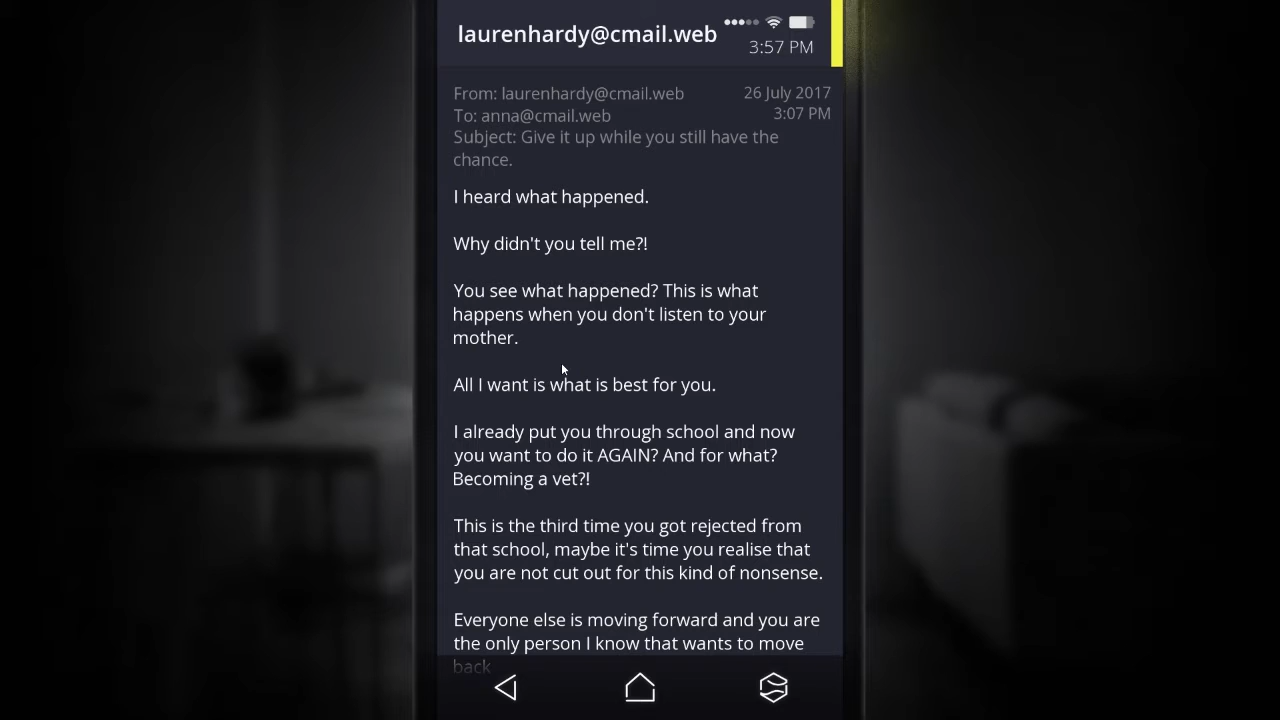 laurenhardy@cmail.web
3:57 PM
From: laurenhardy@cmail.web
26 July 2017
To: anna@cmail.web
3:07 PM
Subject: Give it up while you still have the
chance.
I heard what happened.
Why didn't you tell me?!
You see what happened? This is what
happens when you don't listen to your
mother.
All I want is what is best for you.
I already put you through school and now
you want to do it AGAIN? And for what?
Becoming a vet?!
This is the third time you got rejected from
that school, maybe it's time you realise that
you are not cut out for this kind of nonsense.
Everyone else is moving forward and you are
the only person I know that wants to move
back